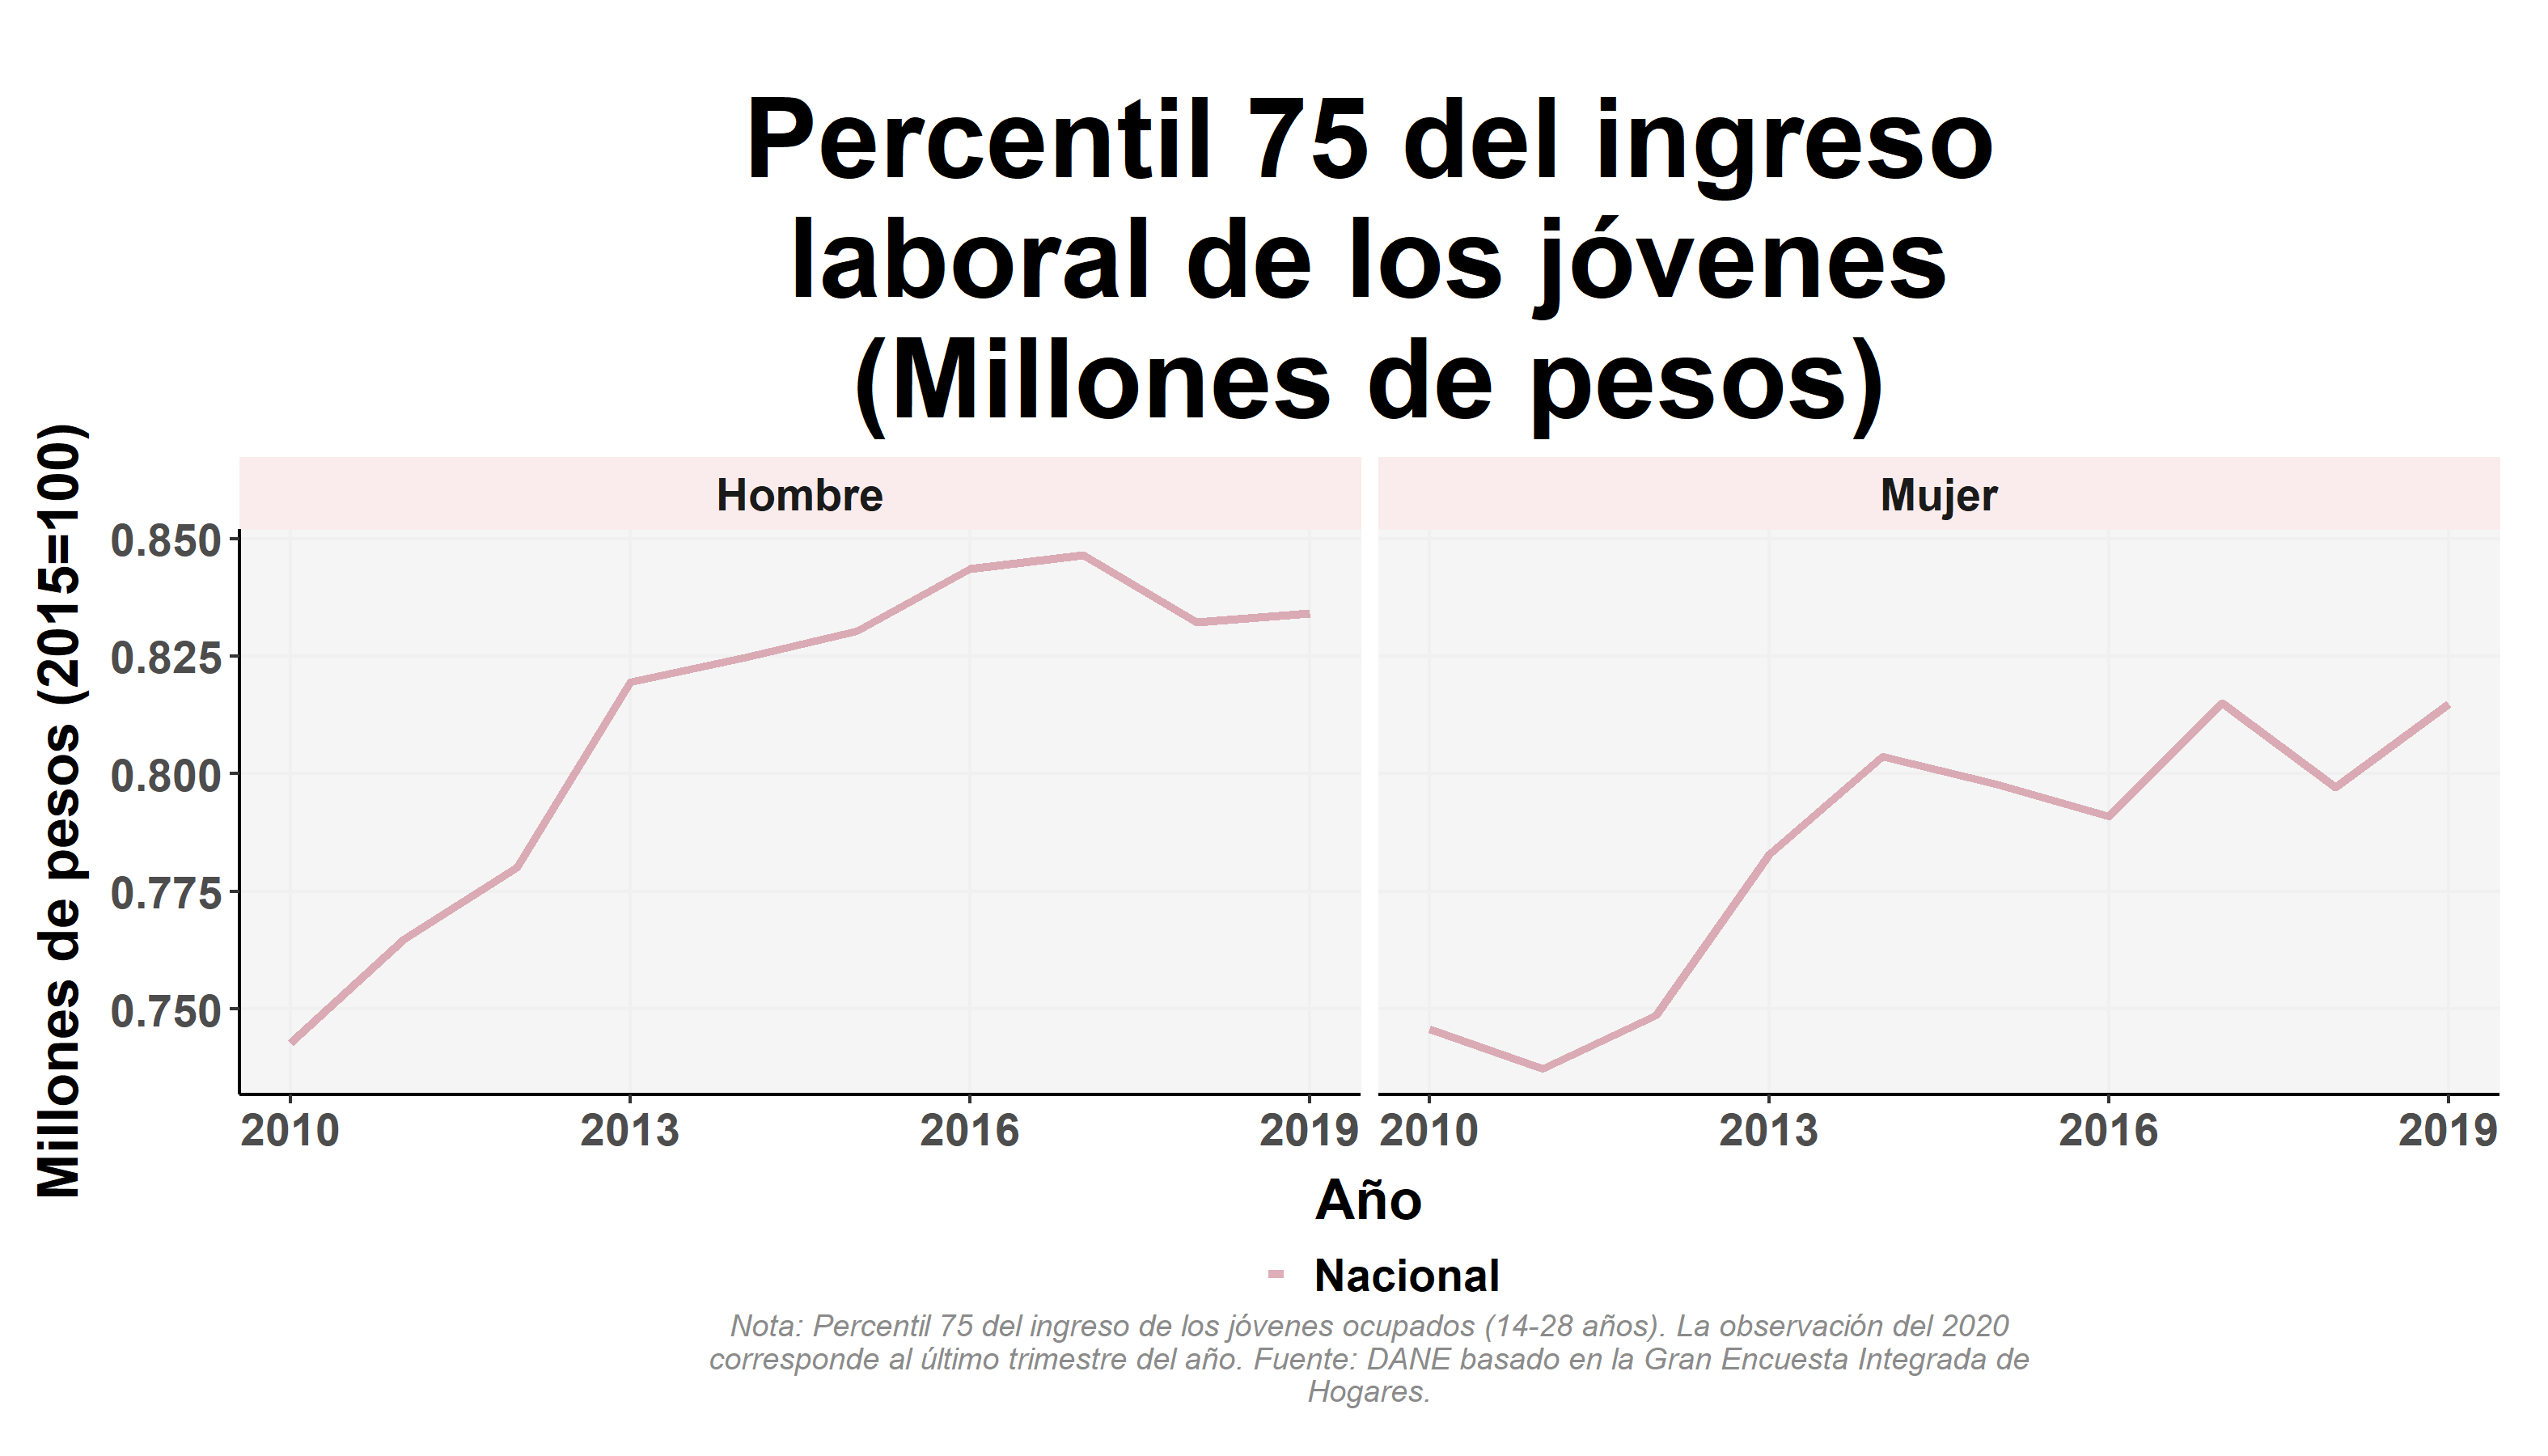 Percentil 75 del ingreso
laboral de los jóvenes
(Millones de pesos)
Millones de pesos (2015=100)
Hombre
Mujer
0.850
0.825
0.800
0.775
0.750
2010 2013 2016 2019
2010 2013 2016 2019
Año
Nacional
Nota: Percentil 75 del ingreso de los jóvenes ocupados (14-28 años). La observación del 2020
corresponde al último trimestre del año. Fuente: DANE basado en la Gran Encuesta Integrada de
Hogares.